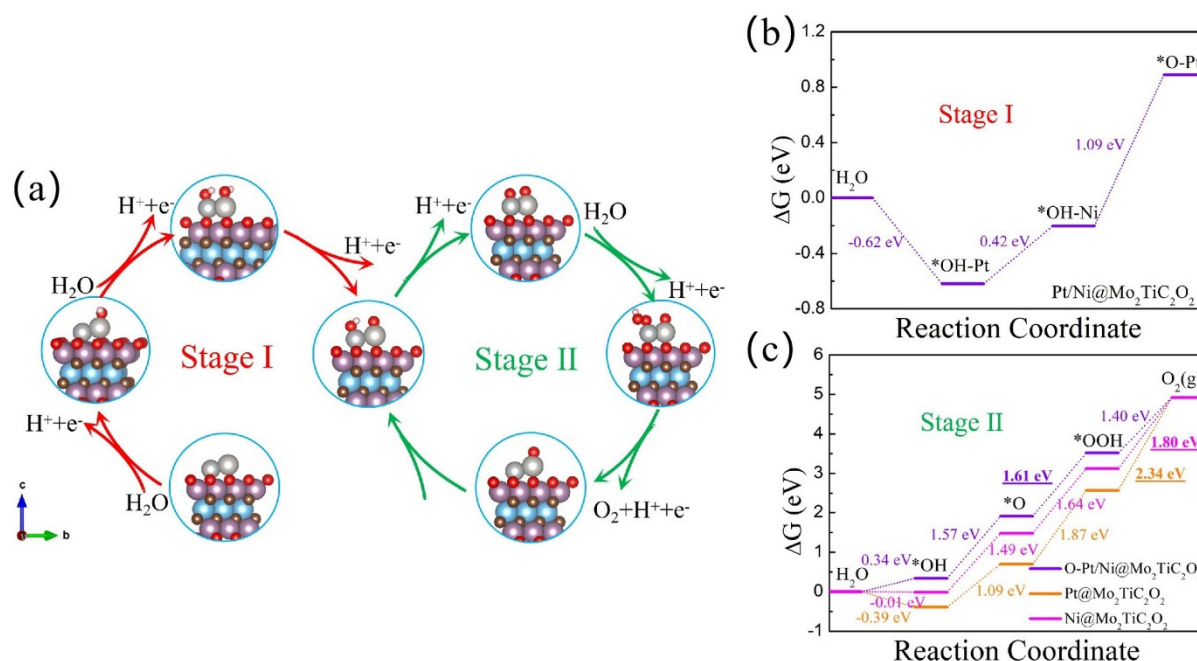 (a)
H⁺+e⁻
H₂O
H⁺+e⁻
Stage I
H⁺+e⁻
H₂O
H⁺+e⁻
H₂O
H⁺+e⁻
Stage II
O₂+H⁺+e⁻
c
b
(b)
1.2
0.8
0.4
0.0
-0.4
-0.8
ΔG (eV)
Stage I
H₂O
-0.62 eV
*OH-Pt
0.42 eV
*OH-Ni
1.09 eV
*O-Pt
Pt/Ni@Mo₂TiC₂O₂
Reaction Coordinate
(c)
6
5
4
3
2
1
0
-1
ΔG (eV)
Stage II
O₂(g
1.40 eV
*OOH
1.80 eV
1.61 eV
2.34 eV
*O
1.64 eV
1.57 eV
1.87 eV
1.49 eV
0.34 eV
H₂O
*OH
-0.01 eV
1.09 eV
-0.39 eV
O-Pt/Ni@Mo₂TiC₂O
Pt@Mo₂TiC₂O₂
Ni@Mo₂TiC₂O₂
Reaction Coordinate